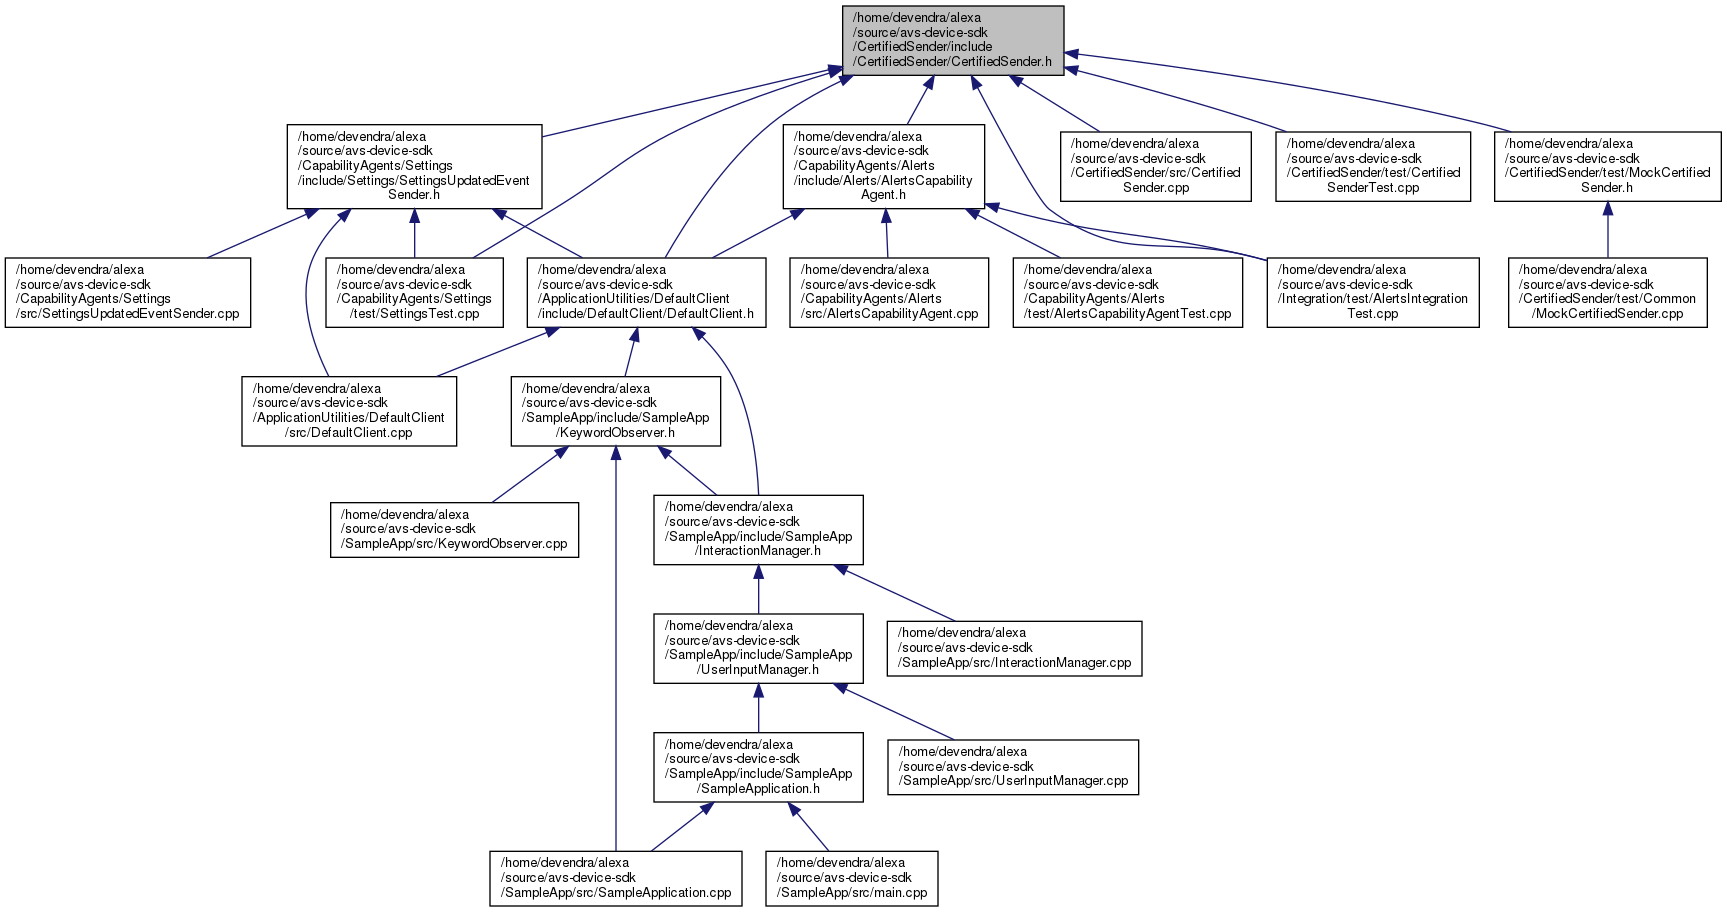 /home/devendra/alexa
/source/avs-device-sdk
/CertifiedSender/include
/CertifiedSender/CertifiedSender.h
/home/devendra/alexa
/source/avs-device-sdk
/CapabilityAgents/Settings
/include/Settings/SettingsUpdatedEvent
Sender.h
/home/devendra/alexa
/source/avs-device-sdk
/CapabilityAgents/Alerts
/include/Alerts/AlertsCapability
Agent.h
/home/devendra/alexa
/source/avs-device-sdk
/CertifiedSender/src/Certified
Sender.cpp
/home/devendra/alexa
/source/avs-device-sdk
/CertifiedSender/test/Certified
SenderTest.cpp
/home/devendra/alexa
/source/avs-device-sdk
/CertifiedSender/test/MockCertified
Sender.h
/home/devendra/alexa
/source/avs-device-sdk
/CapabilityAgents/Settings
/src/SettingsUpdatedEventSender.cpp
/home/devendra/alexa
/source/avs-device-sdk
/CapabilityAgents/Settings
/test/SettingsTest.cpp
/home/devendra/alexa
/source/avs-device-sdk
/ApplicationUtilities/DefaultClient
/include/DefaultClient/DefaultClient.h
/home/devendra/alexa
/source/avs-device-sdk
/CapabilityAgents/Alerts
/src/AlertsCapabilityAgent.cpp
/home/devendra/alexa
/source/avs-device-sdk
/CapabilityAgents/Alerts
/test/AlertsCapabilityAgentTest.cpp
/home/devendra/alexa
/source/avs-device-sdk
/Integration/test/AlertsIntegration
Test.cpp
/home/devendra/alexa
/source/avs-device-sdk
/CertifiedSender/test/Common
/MockCertifiedSender.cpp
/home/devendra/alexa
/source/avs-device-sdk
/ApplicationUtilities/DefaultClient
/src/DefaultClient.cpp
/home/devendra/alexa
/source/avs-device-sdk
/SampleApp/include/SampleApp
/KeywordObserver.h
/home/devendra/alexa
/source/avs-device-sdk
/SampleApp/src/KeywordObserver.cpp
/home/devendra/alexa
/source/avs-device-sdk
/SampleApp/include/SampleApp
/InteractionManager.h
/home/devendra/alexa
/source/avs-device-sdk
/SampleApp/include/SampleApp
/UserInputManager.h
/home/devendra/alexa
/source/avs-device-sdk
/SampleApp/src/InteractionManager.cpp
/home/devendra/alexa
/source/avs-device-sdk
/SampleApp/include/SampleApp
/SampleApplication.h
/home/devendra/alexa
/source/avs-device-sdk
/SampleApp/src/UserInputManager.cpp
/home/devendra/alexa
/source/avs-device-sdk
/SampleApp/src/SampleApplication.cpp
/home/devendra/alexa
/source/avs-device-sdk
/SampleApp/src/main.cpp